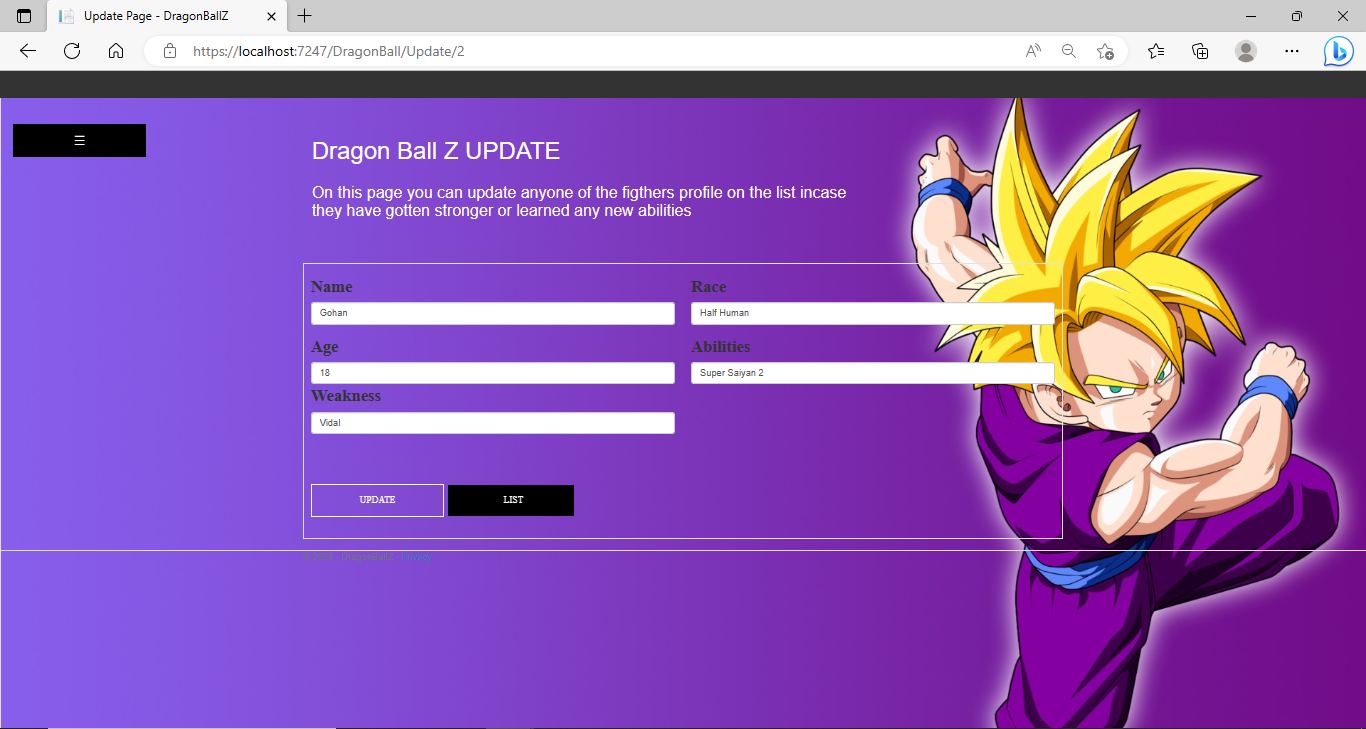 Update Page - DragonBallZ
https://localhost:7247/DragonBall/Update/2
Dragon Ball Z UPDATE
On this page you can update anyone of the figthers profile on the list incase
they have gotten stronger or learned any new abilities
Name
Race
Gohan
Half Human
Age
Abilities
18
Super Saiyan 2
Weakness
Vidal
UPDATE
LIST